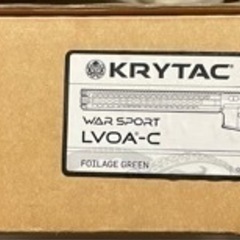 KRYTAC
WAR SPORT
LVOA-C
FOILAGE GREEN